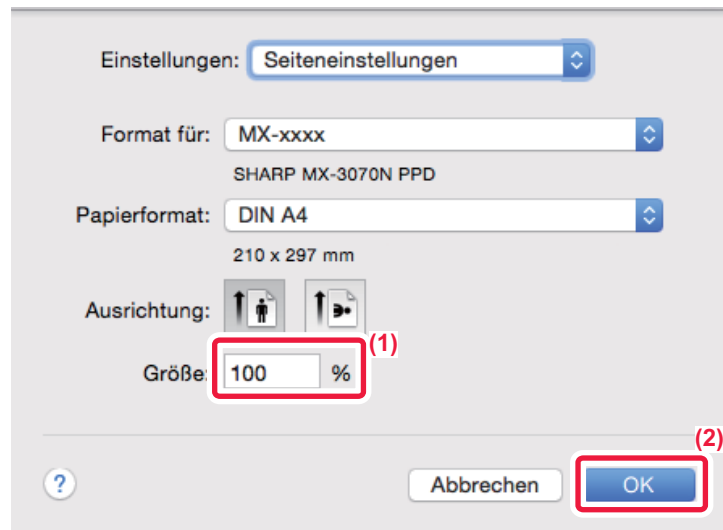 Einstellungen: Seiteneinstellungen
Format für: MX-xxxx
SHARP MX-3070N PPD
Papierformat: DIN A4
210 x 297 mm
Ausrichtung:
(1)
Größe: 100 %
(2)
? Abbrechen OK